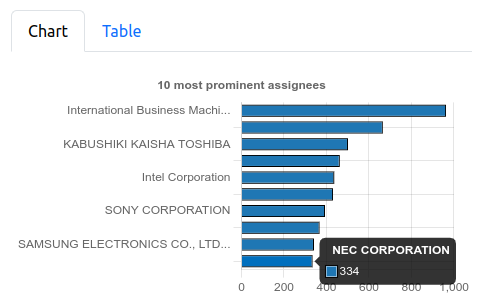 Chart Table
10 most prominent assignees
International Business Machi...
KABUSHIKI KAISHA TOSHIBA
Intel Corporation
SONY CORPORATION
SAMSUNG ELECTRONICS CO., LTD...
NEC CORPORATION
334
0 200 400 600 800 1,000